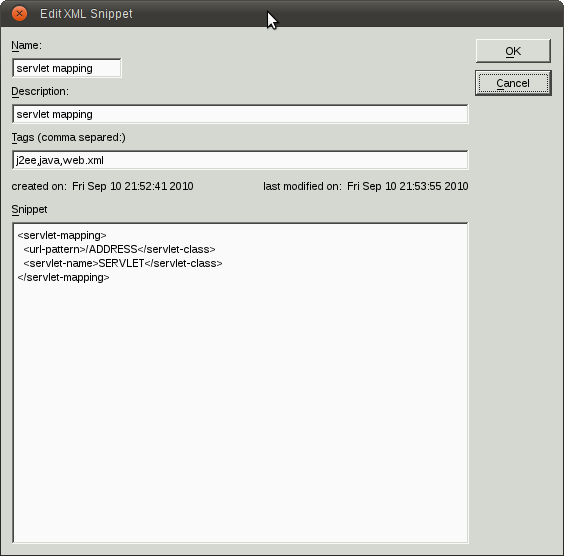 Edit XML Snippet
Name:
OK
servlet mapping
Cancel
Description:
servlet mapping
Tags (comma separed:)
j2ee,java,web.xml
created on: Fri Sep 10 21:52:41 2010 last modified on: Fri Sep 10 21:53:55 2010
Snippet
<servlet-mapping>
  <url-pattern>/ADDRESS</servlet-class>
  <servlet-name>SERVLET</servlet-class>
</servlet-mapping>